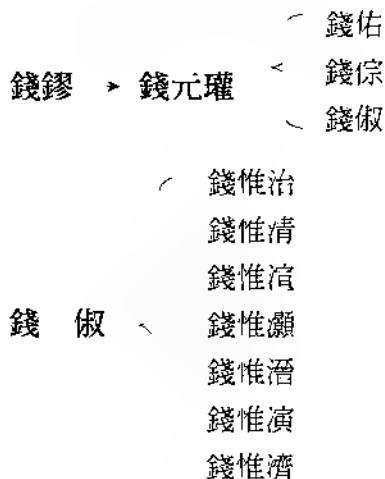 錢佑
錢鏐 → 錢元瓘 錢倧
錢俶
錢惟治
錢惟清
錢惟渲
錢 俶 錢惟灝
錢惟溍
錢惟演
錢惟濟